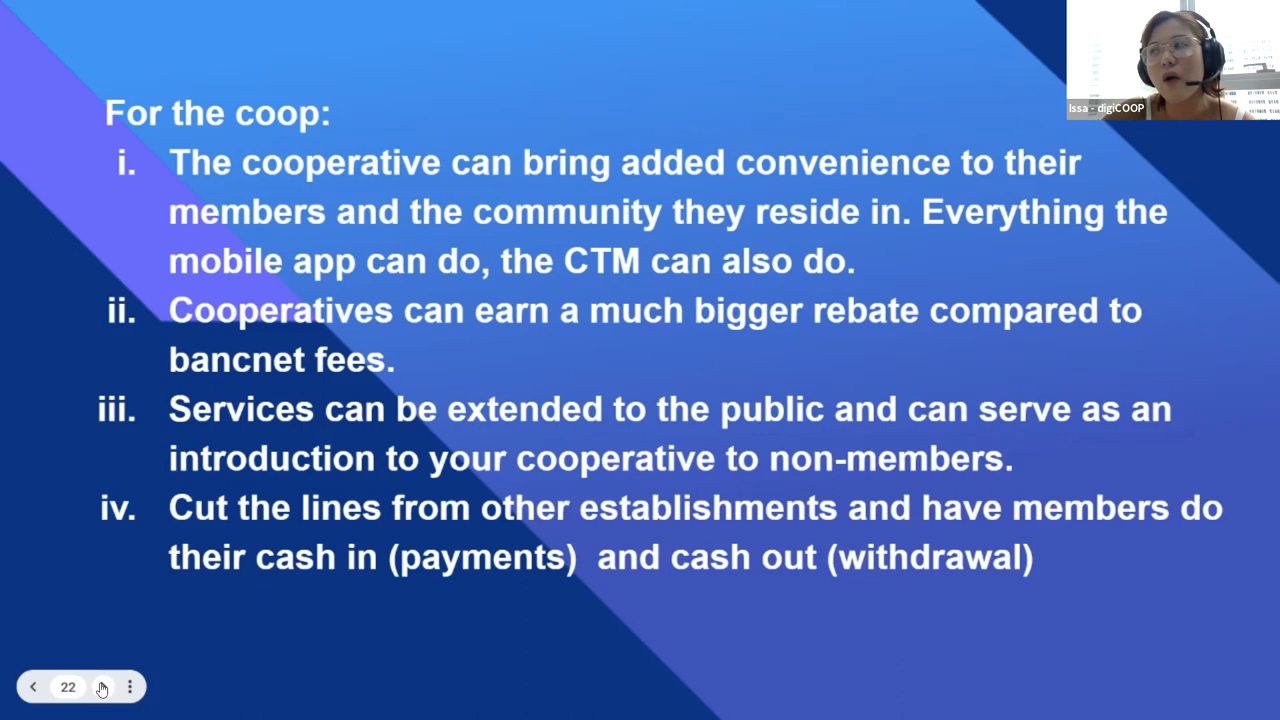 Issa - digiCOOP
For the coop:
i. The cooperative can bring added convenience to their
members and the community they reside in. Everything the
mobile app can do, the CTM can also do.
ii. Cooperatives can earn a much bigger rebate compared to
bancnet fees.
iii. Services can be extended to the public and can serve as an
introduction to your cooperative to non-members.
iv. Cut the lines from other establishments and have members do
their cash in (payments)  and cash out (withdrawal)
22